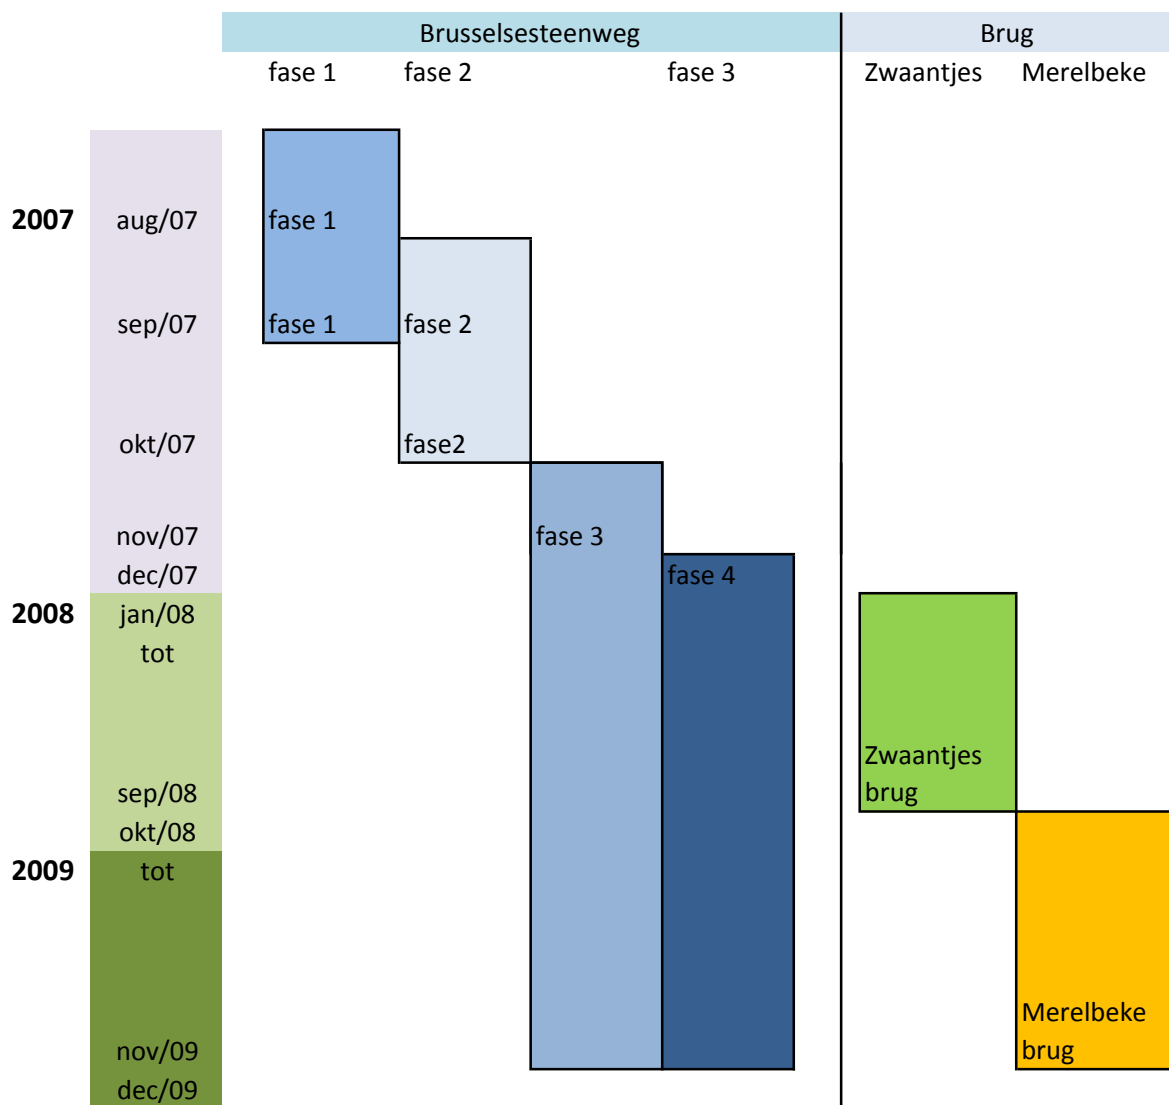 Brusselsesteenweg Brug
fase 1 fase 2 fase 3 Zwaantjes Merelbeke
2007 aug/07 fase 1
sep/07 fase 1 fase 2
okt/07 fase2
nov/07 fase 3
dec/07 fase 4
2008 jan/08
tot
Zwaantjes
sep/08 brug
okt/08
2009 tot
Merelbeke
nov/09 brug
dec/09